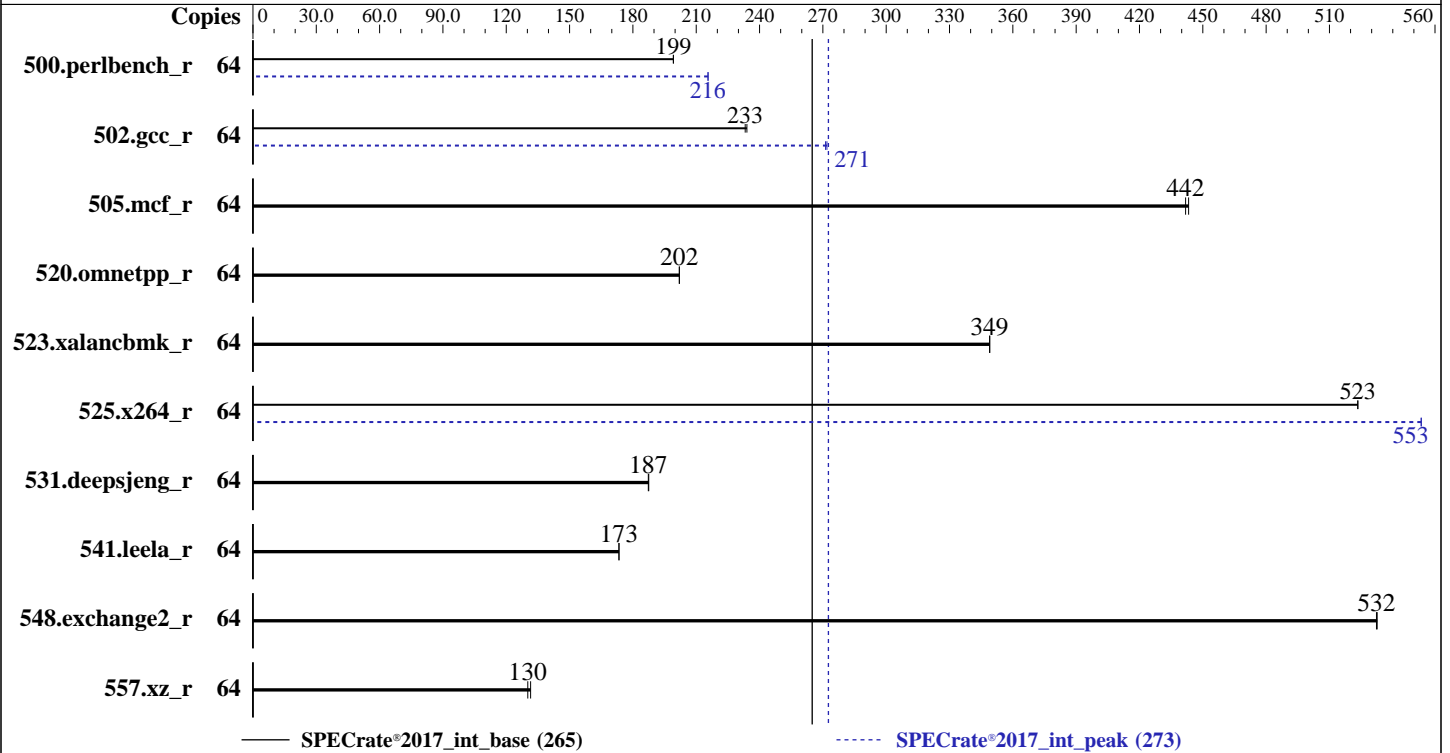 Copies 0 30.0 60.0 90.0 120 150 180 210 240 270 300 330 360 390 420 450 480 510 560
199
500.perlbench_r 64
216
233
502.gcc_r 64
271
442
505.mcf_r 64
202
520.omnetpp_r 64
349
523.xalancbmk_r 64
523
525.x264_r 64
553
187
531.deepsjeng_r 64
173
541.leela_r 64
532
548.exchange2_r 64
130
557.xz_r 64
SPECrate®2017_int_base (265) SPECrate®2017_int_peak (273)